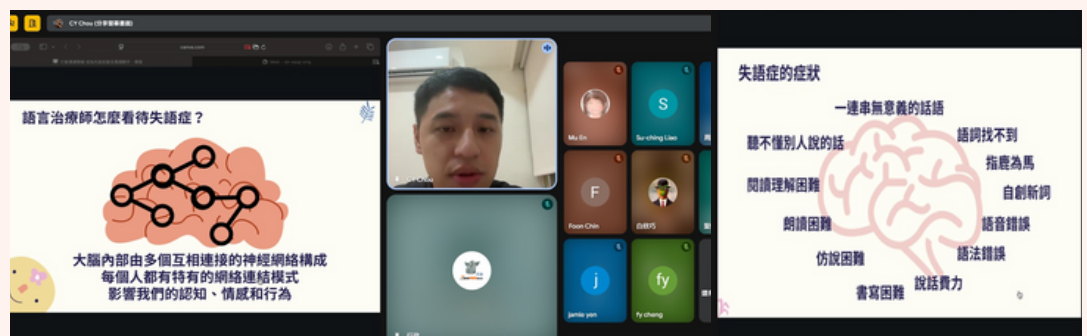 CY Chou (分享螢幕畫面)
canva.com
語言治療師怎麼看待失語症？
大腦內部由多個互相連接的神經網絡構成
每個人都有特有的網絡連結模式
影響我們的認知、情感和行為
CY Chou
Mu En
S
Su-ching Liao
F
Foon Chin
j
jamie yen
fy
fy cheng
失語症的症狀
一連串無意義的話語
聽不懂別人說的話
語詞找不到
指鹿為馬
閱讀理解困難
自創新詞
朗讀困難
語音錯誤
仿說困難
語法錯誤
說話費力
書寫困難